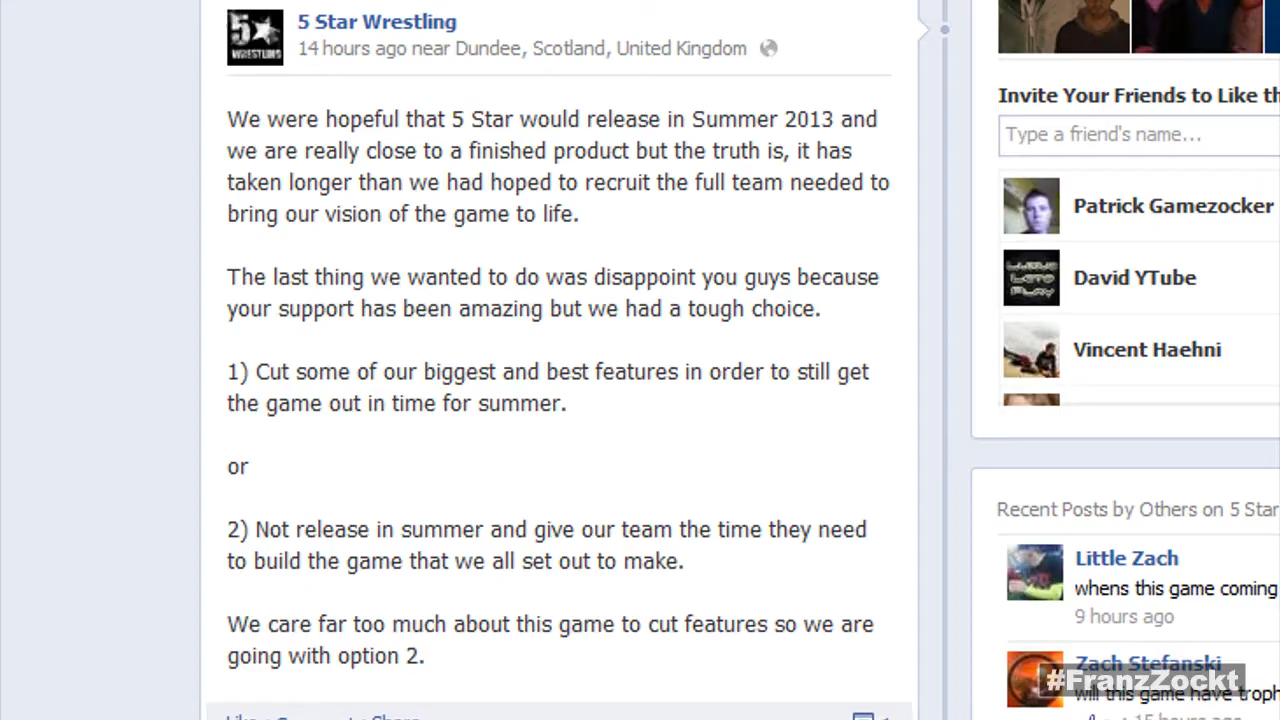 5 Star Wrestling
14 hours ago near Dundee, Scotland, United Kingdom
We were hopeful that 5 Star would release in Summer 2013 and
we are really close to a finished product but the truth is, it has
taken longer than we had hoped to recruit the full team needed to
bring our vision of the game to life.
The last thing we wanted to do was disappoint you guys because
your support has been amazing but we had a tough choice.
1) Cut some of our biggest and best features in order to still get
the game out in time for summer.
or
2) Not release in summer and give our team the time they need
to build the game that we all set out to make.
We care far too much about this game to cut features so we are
going with option 2.
Invite Your Friends to Like
Type a friend's name...
Patrick Gamezocker
David YTube
Vincent Haehni
Recent Posts by Others on 5 Star
Little Zach
whens this game coming
9 hours ago
Zach Stefanski
will this game have troph
15 hours ago
#FranzZockt